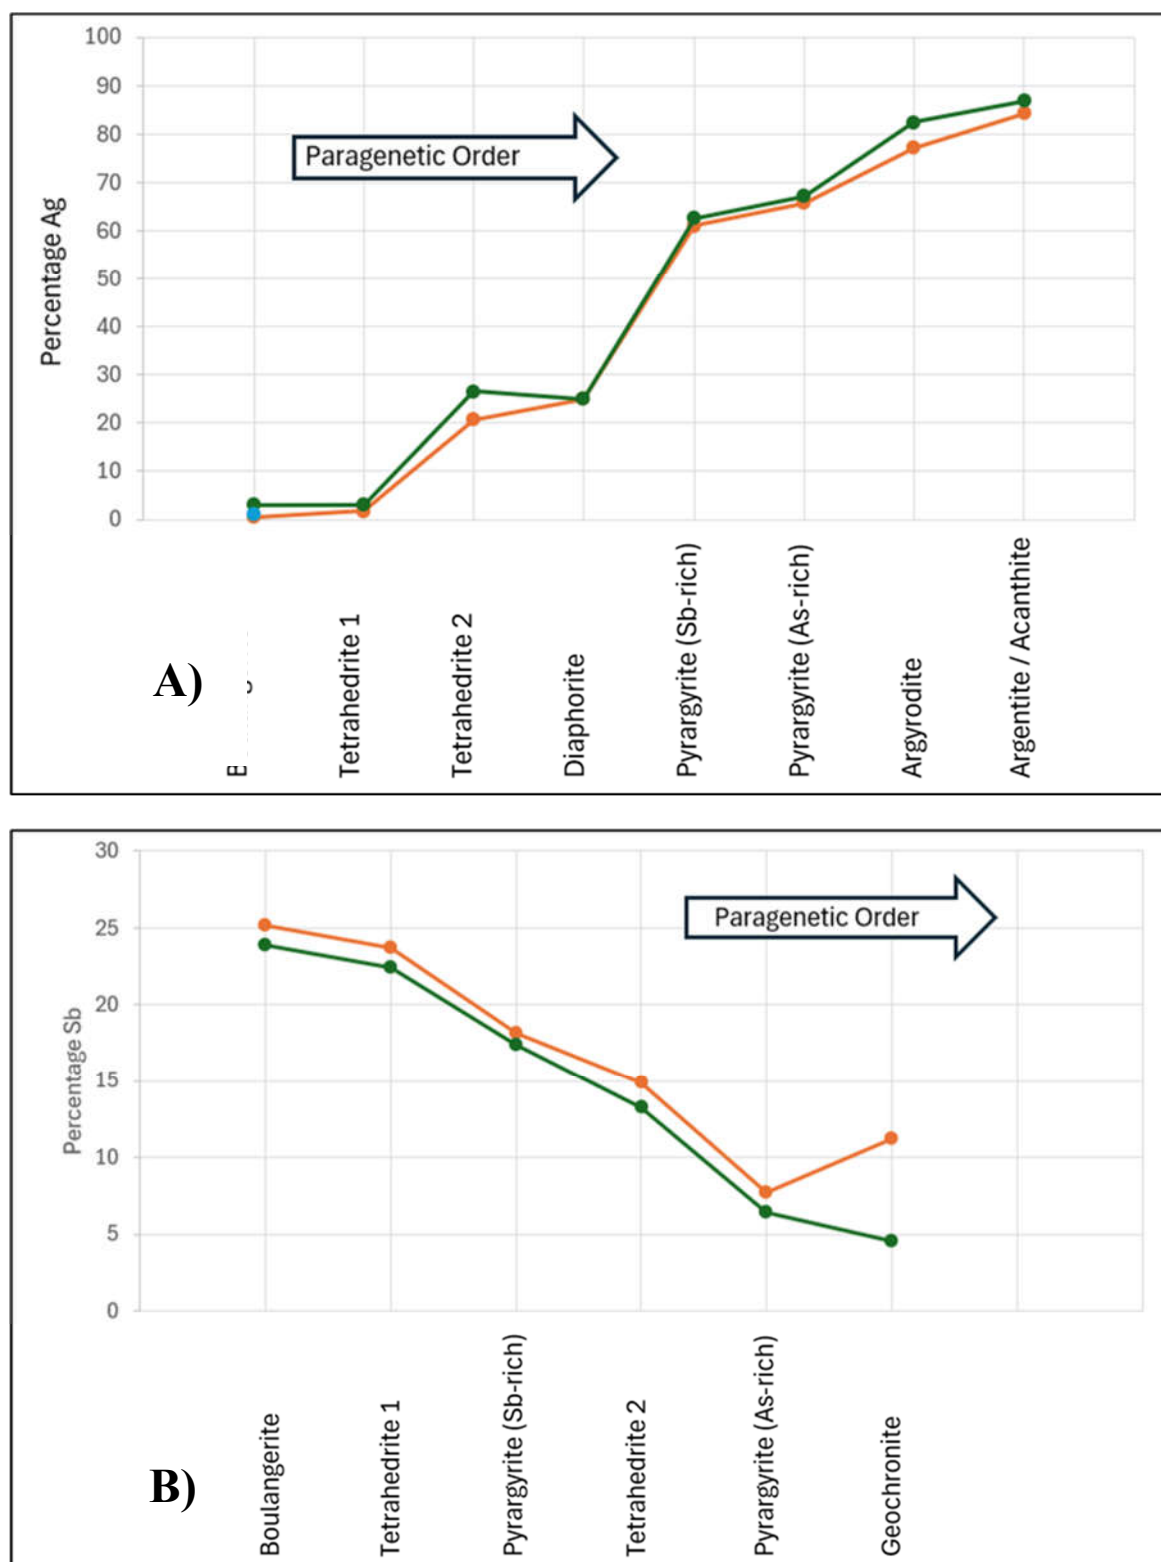 100
90
80
70
60
50
40
30
20
10
0
Percentage Ag
Paragenetic Order
A)
Tetrahedrite 1
Tetrahedrite 2
Diaphorite
Pyrargyrite (Sb-rich)
Pyrargyrite (As-rich)
Argyrodite
Argentite / Acanthite
30
25
20
15
10
5
0
Percentage Sb
Paragenetic Order
B)
Boulangerite
Tetrahedrite 1
Pyrargyrite (Sb-rich)
Tetrahedrite 2
Pyrargyrite (As-rich)
Geochronite